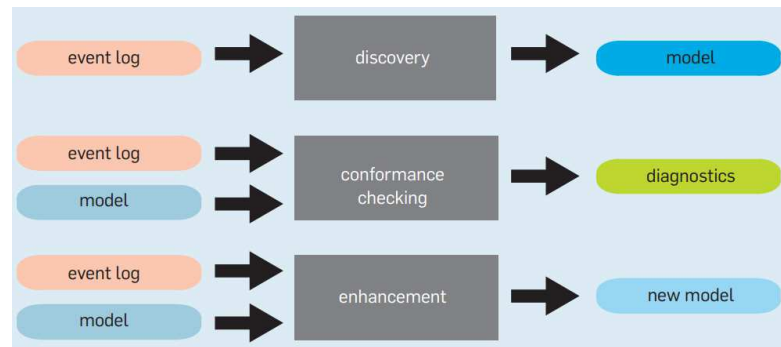 event log
discovery
model
event log
model
conformance
checking
diagnostics
event log
model
enhancement
new model